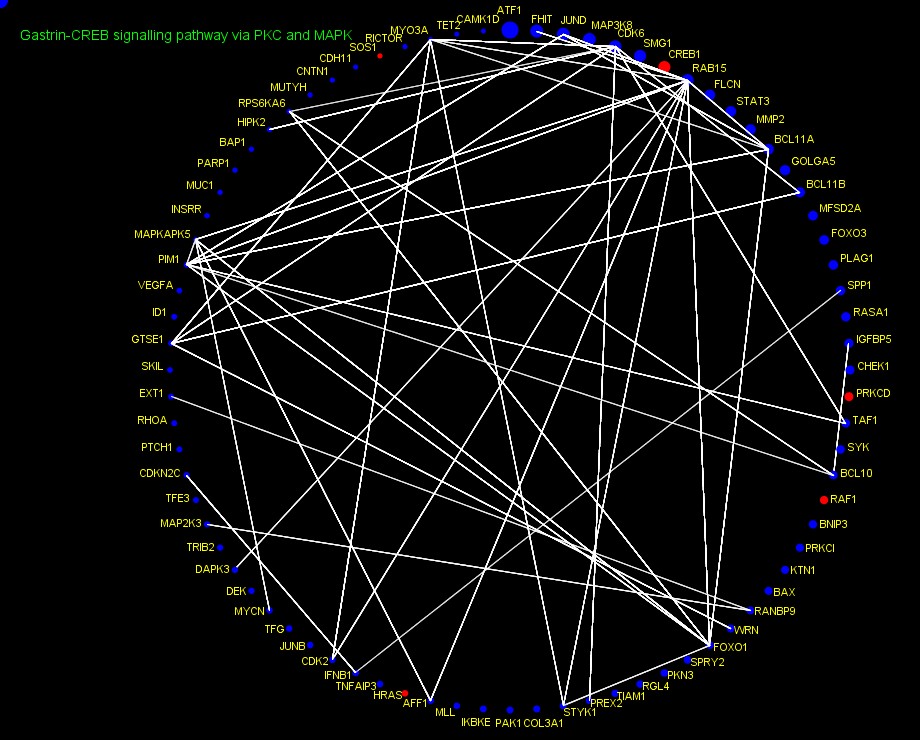 Gastrin-CREB signalling pathway via PKC and MAPK
ATF1
FHIT
JUND
MAP3K8
CDK6
SMG1
CREB1
RAB15
FLCN
STAT3
MMP2
BCL11A
GOLGA5
BCL11B
MFSD2A
FOXO3
PLAG1
SPP1
RASA1
IGFBP5
CHEK1
PRKCD
TAF1
SYK
BCL10
RAF1
BNIP3
PRKCI
KTN1
BAX
RANBP9
WRN
FOXO1
SPRY2
PKN3
RGL4
TIAM1
PREX2
STYK1
COL3A1
PAK1
IKBKE
MLL
AFF1
HRAS
TNFAIP3
IFNB1
CDK2
JUNB
TFG
MYCN
DEK
DAPK3
TRIB2
MAP2K3
TFE3
CDKN2C
PTCH1
RHOA
EXT1
SKIL
GTSE1
ID1
VEGFA
PIM1
MAPKAPK5
INSRR
MUC1
PARP1
BAP1
HIPK2
RPS6KA6
MUTYH
CNTN1
CDH11
SOS1
RICTOR
MYO3A
TET2
CAMK1D